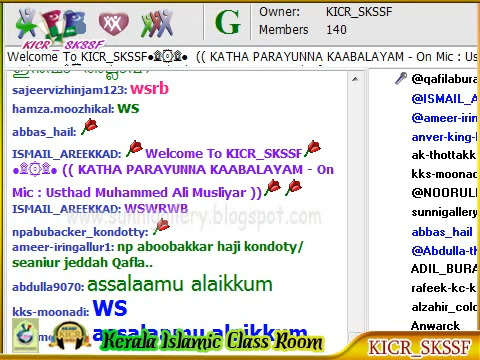 KICR_SKSSF
G
Owner: KICR_SKSSF
Members 140
Welcome To KICR_SKSSF●۩۞۩● (( KATHA PARAYUNNA KAABALAYAM - On Mic : Us
sajeervizhinjam123: wsrb
hamza.moozhikal: WS
abbas_hail:
ISMAIL_AREEKKAD: Welcome To KICR_SKSSF
●۩۞۩● (( KATHA PARAYUNNA KAABALAYAM - On
Mic : Usthad Muhammed Ali Musliyar ))
ISMAIL_AREEKKAD: WSWRWB
npabubacker_kondotty:
ameer-iringallur1: np aboobakkar haji kondoty/
seaniur jeddah Qafla..
abdulla9070: assalaamu alaikkum
kks-moonadi: WS
assalaamu alaikkum
@qafilabura
@ISMAIL_A
@ameer-irin
anver-king-
ak-thottakk
kks-moonad
@NOORULI
sunnigallery
abbas_hail
@Abdulla-th
ADIL_BURA
rafeek-kc-k
alzahir_colo
Anwarck
www.sunnigallery.blogspot.com
Kerala Islamic Class Room
KICR_SKSSF